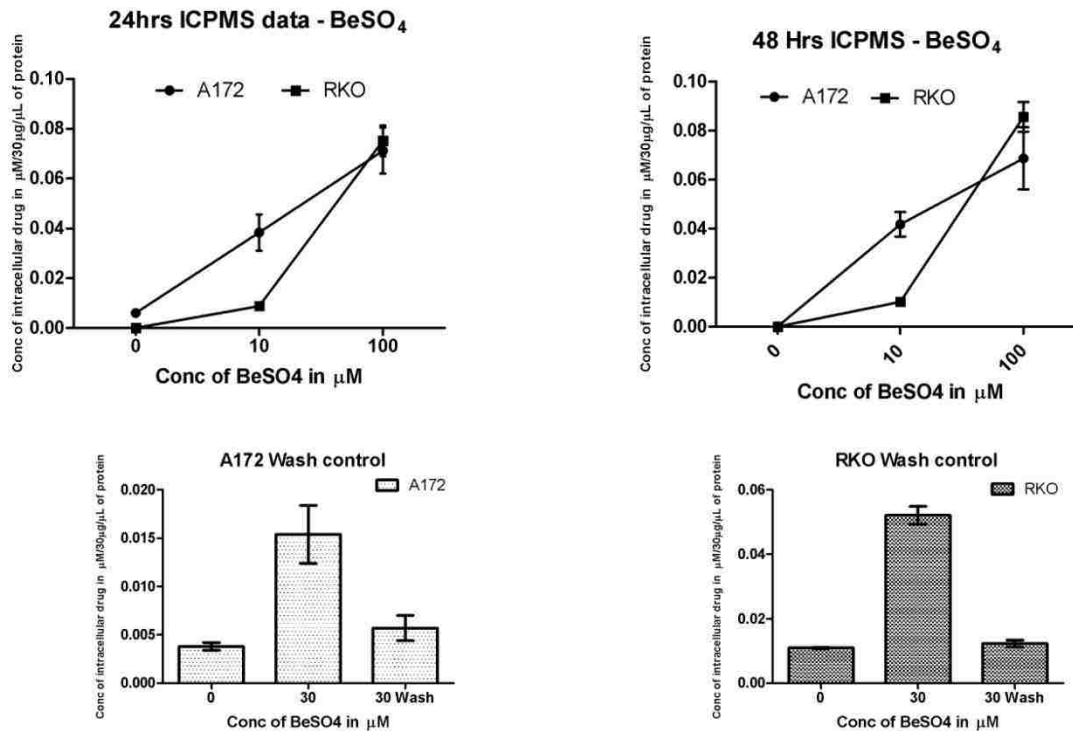 24hrs ICPMS data - BeSO4
Conc of intracellular drug in μM/30μg/μL of protein
A172
RKO
0.10
0.08
0.06
0.04
0.02
0.00
0
10
100
Conc of BeSO4 in μM
48 Hrs ICPMS - BeSO4
Conc of intracellular drug in μM/30μg/μL of protein
A172
RKO
0.10
0.08
0.06
0.04
0.02
0.00
0
10
100
Conc of BeSO4 in μM
A172 Wash control
Conc of intracellular drug in μM/30μg/μL of protein
A172
0.020
0.015
0.010
0.005
0.000
0
30
30 Wash
Conc of BeSO4 in μM
RKO Wash control
Conc of intracellular drug in μM/30μg/μL of protein
RKO
0.06
0.04
0.02
0.00
0
30
30 Wash
Conc of BeSO4 in μM